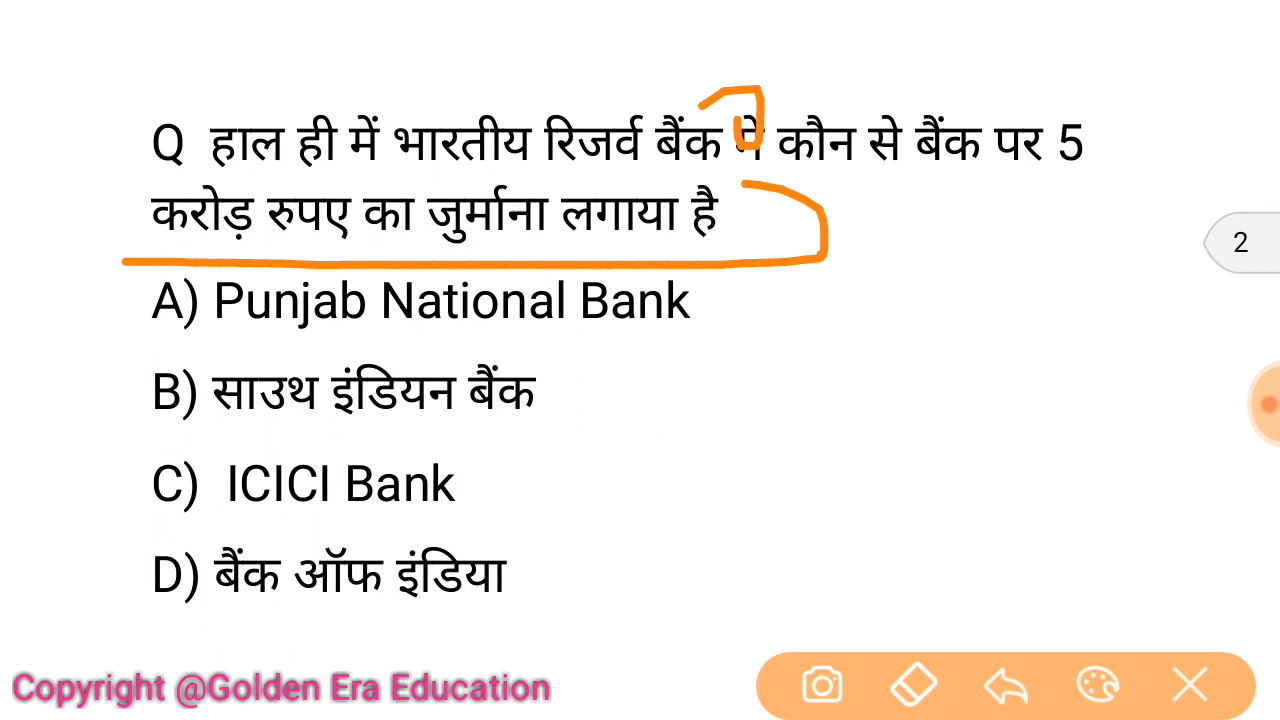 Q हाल ही में भारतीय रिजर्व बैंक ने कौन से बैंक पर 5
करोड़ रुपए का जुर्माना लगाया है
A) Punjab National Bank
B) साउथ इंडियन बैंक
2
C) ICICI Bank
D) बैंक ऑफ इंडिया
Copyright @Golden Era Education